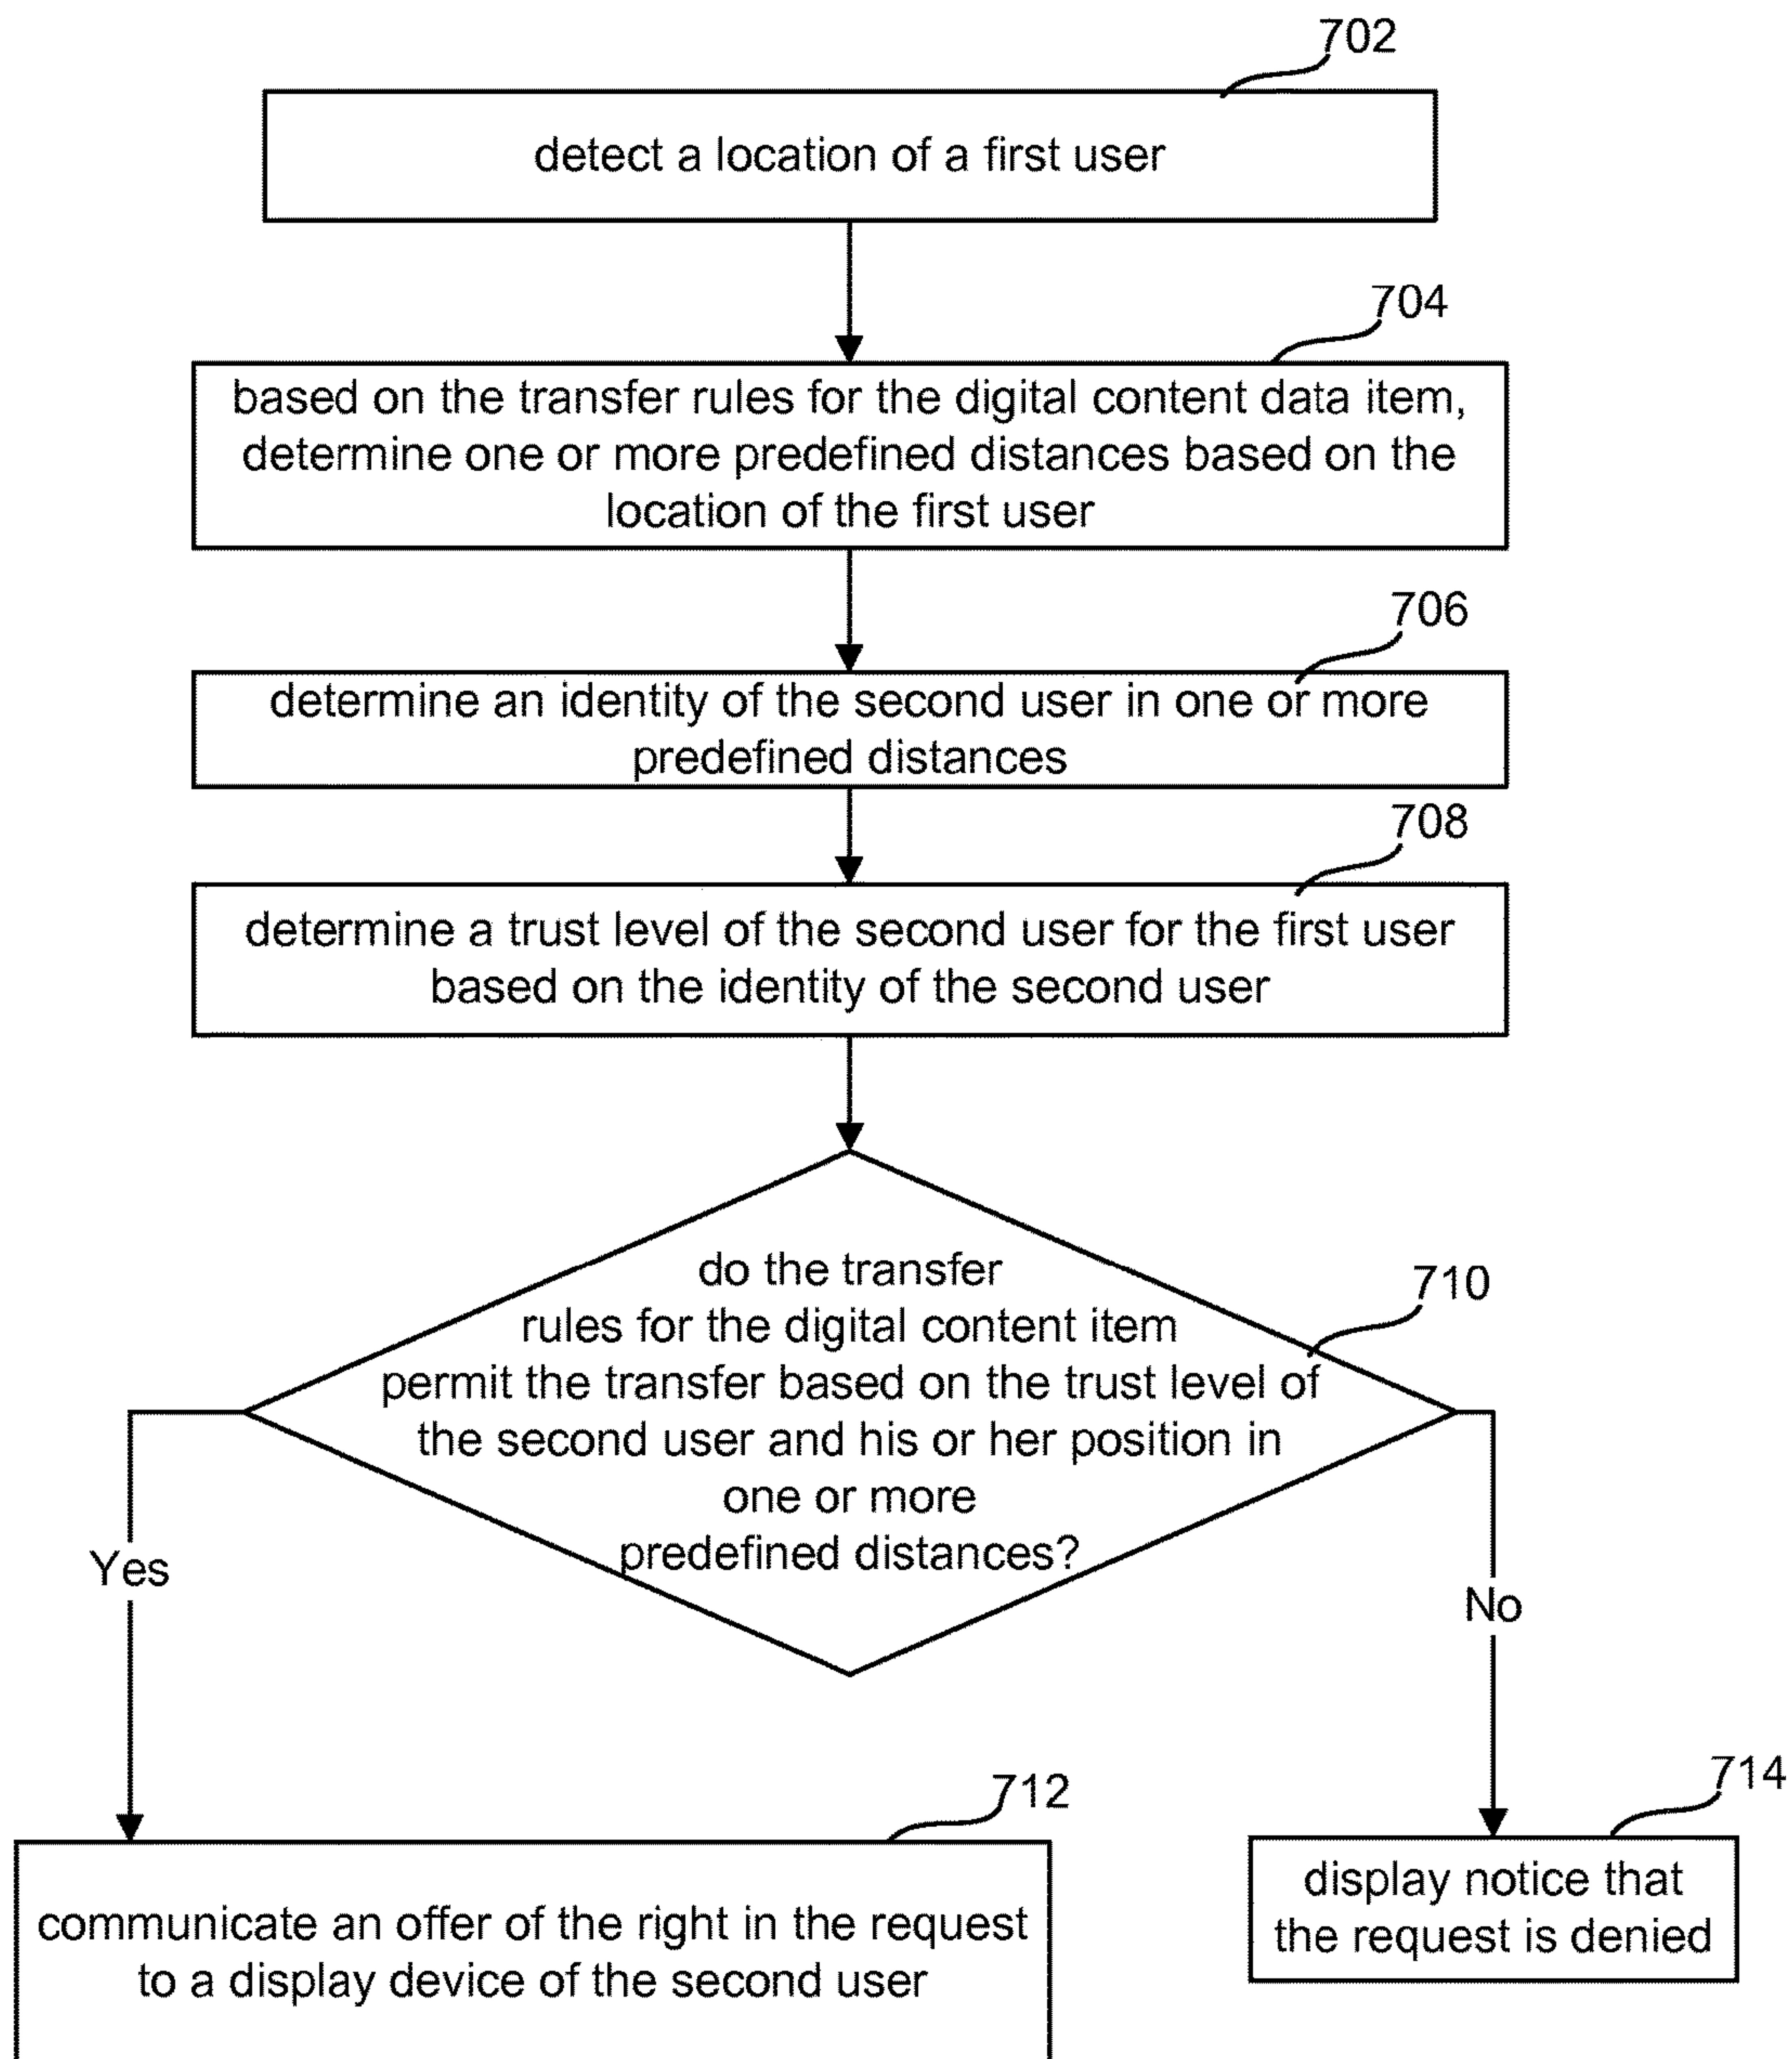 702
detect a location of a first user
704
based on the transfer rules for the digital content data item,
determine one or more predefined distances based on the
location of the first user
706
determine an identity of the second user in one or more
predefined distances
708
determine a trust level of the second user for the first user
based on the identity of the second user
do the transfer
rules for the digital content item
permit the transfer based on the trust level of
the second user and his or her position in
one or more
predefined distances?
710
Yes
No
712
communicate an offer of the right in the request
to a display device of the second user
714
display notice that
the request is denied